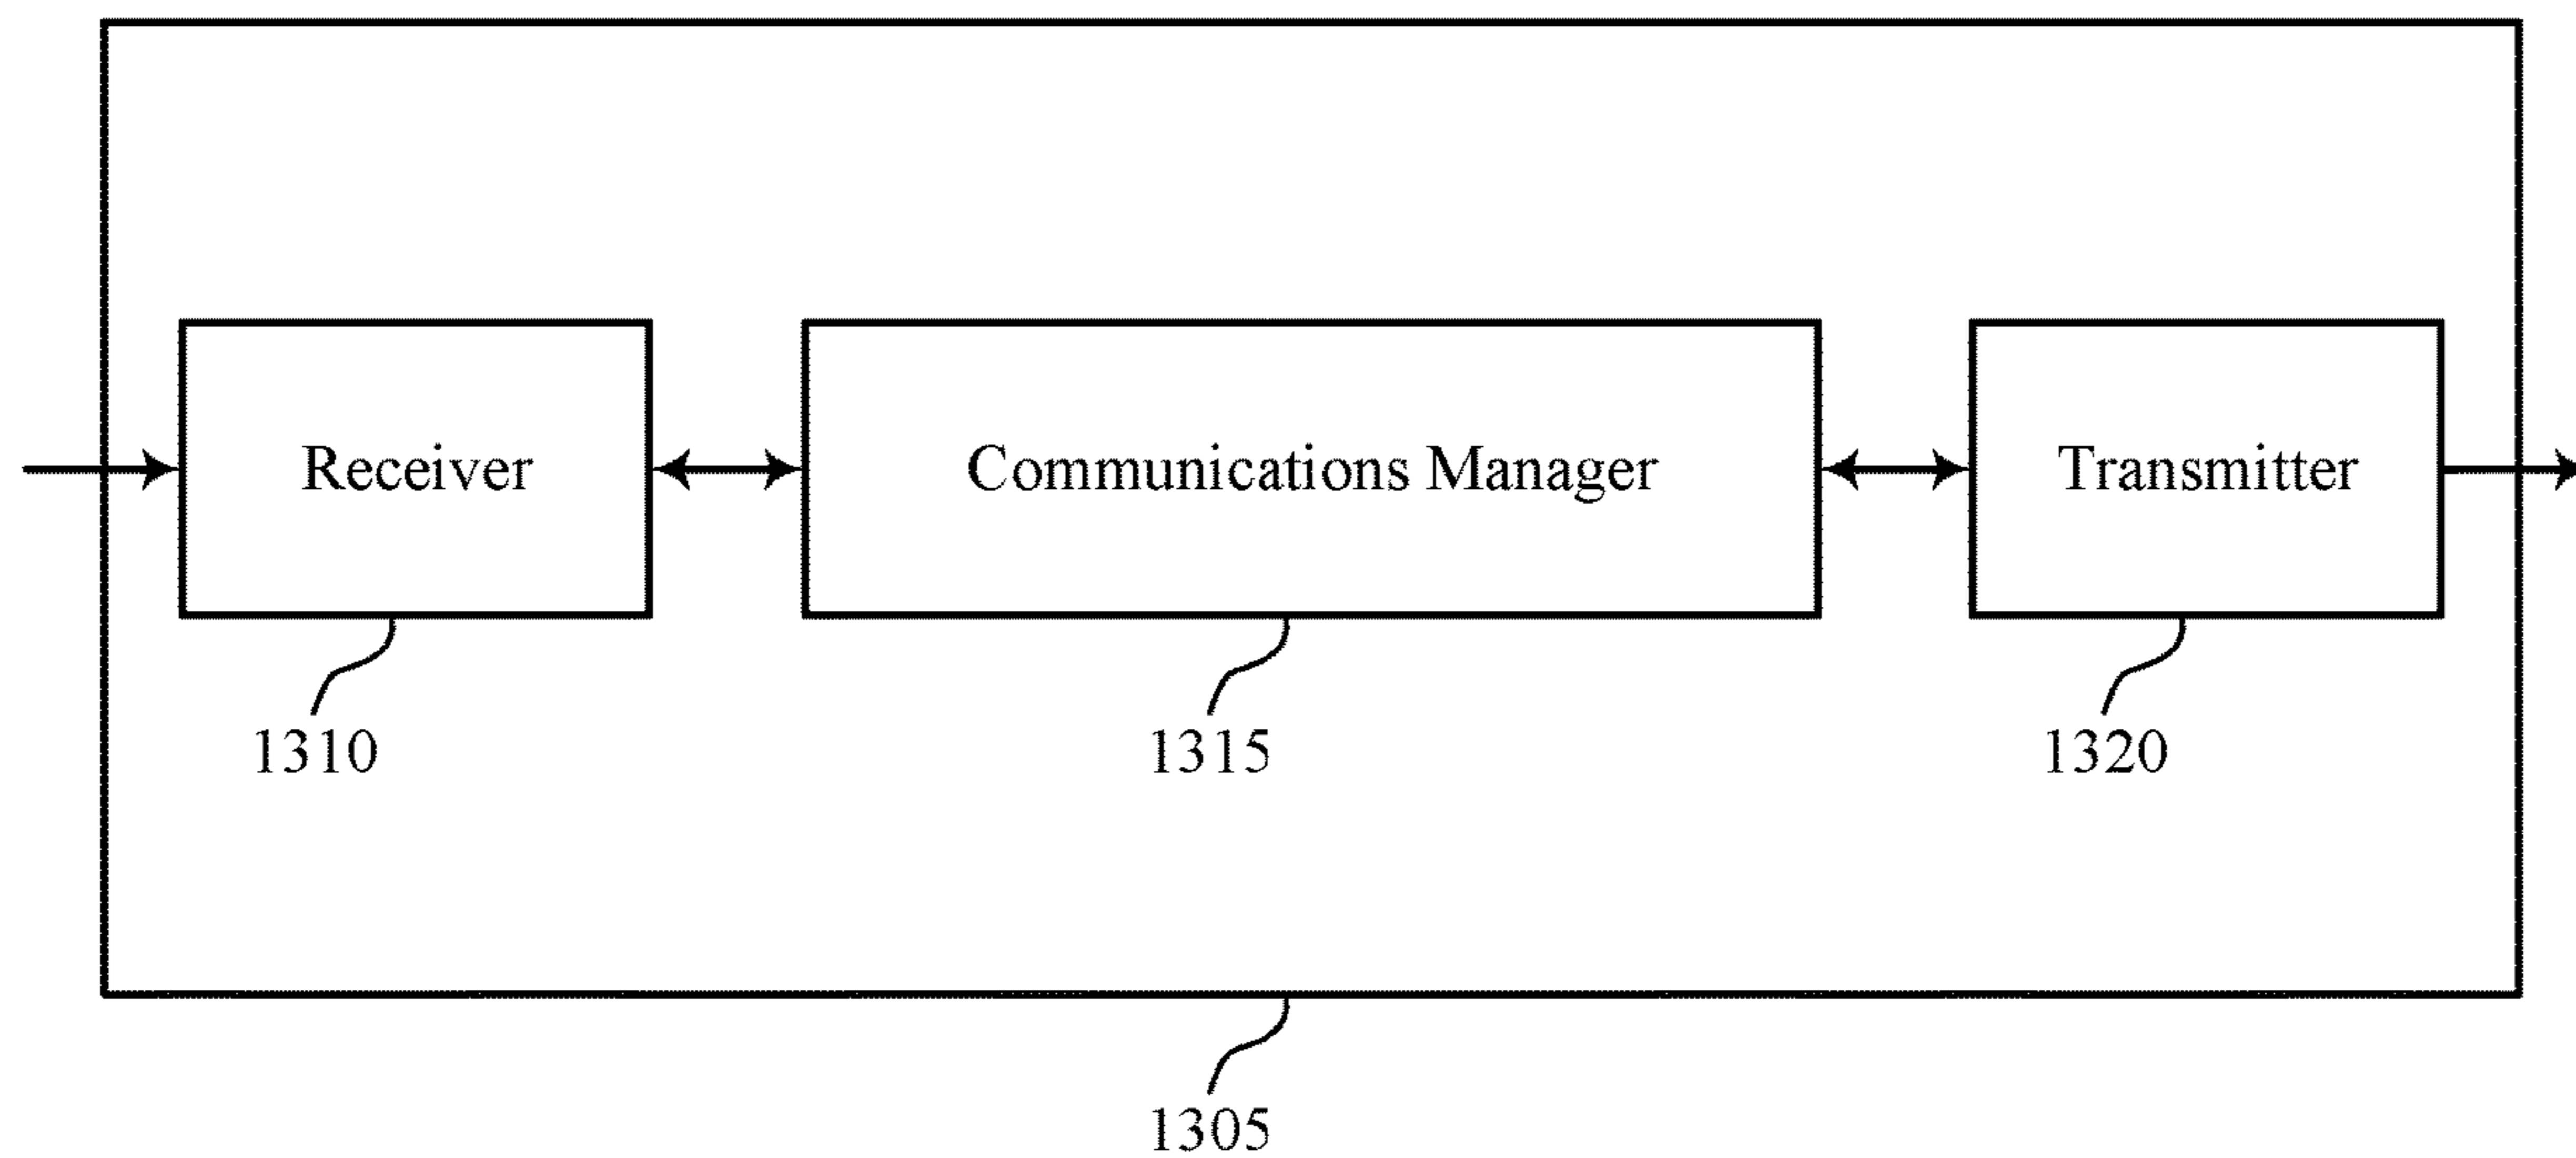 Receiver
Communications Manager
Transmitter
1310
1315
1320
1305